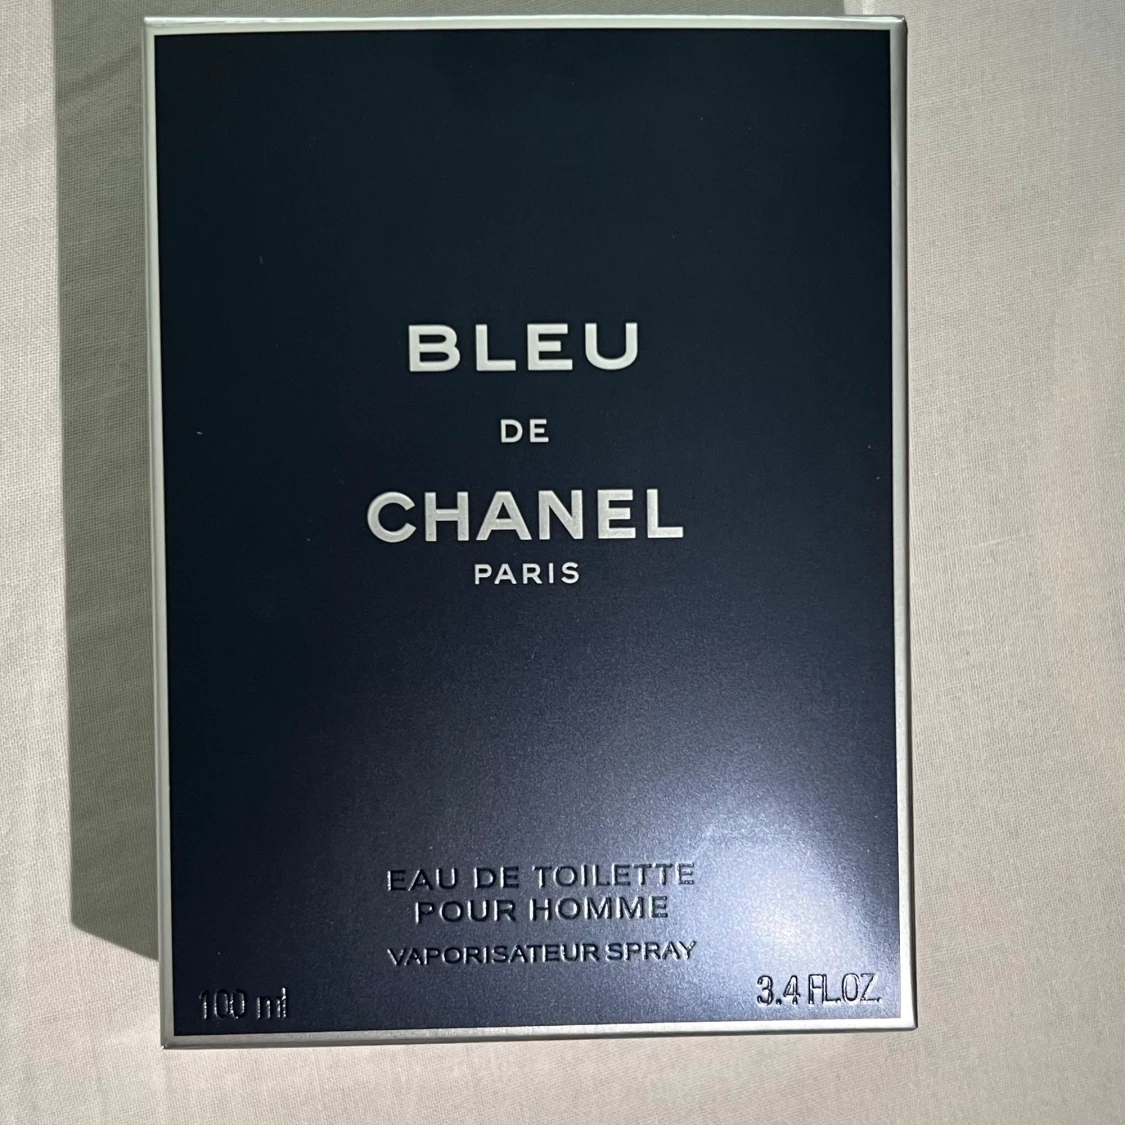 BLEU
DE
CHANEL
PARIS
EAU DE TOILETTE
POUR HOMME
VAPORISATEUR SPRAY
100 ml
3.4 FL.OZ.